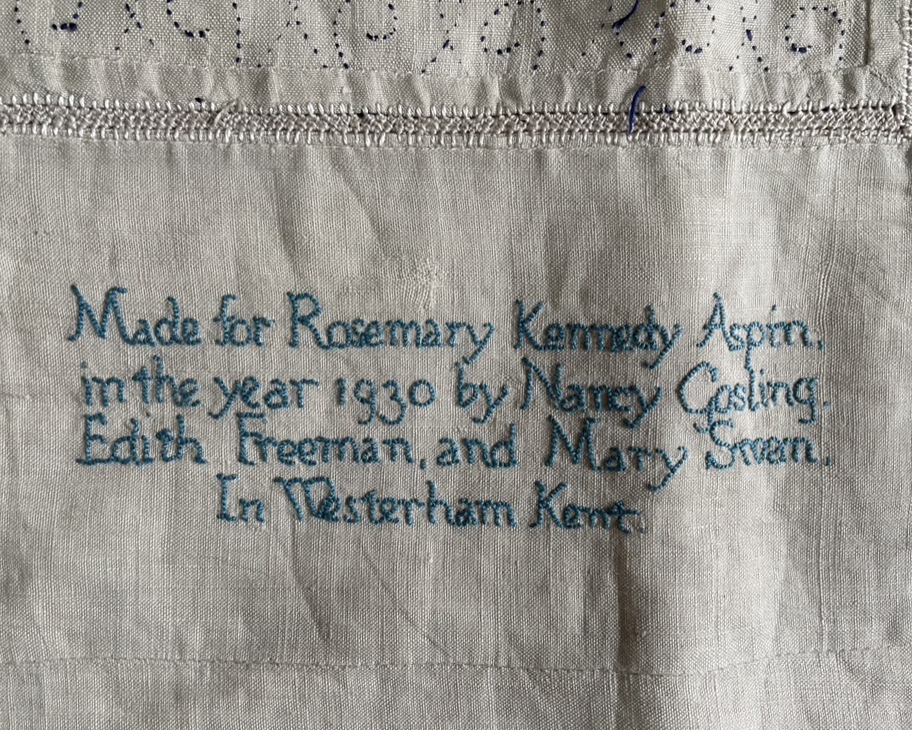 Made for Rosemary Kennedy Aspin,
in the year 1930 by Nancy Gosling.
Edith Freeman, and Mary Swan.
In Westerham Kent.